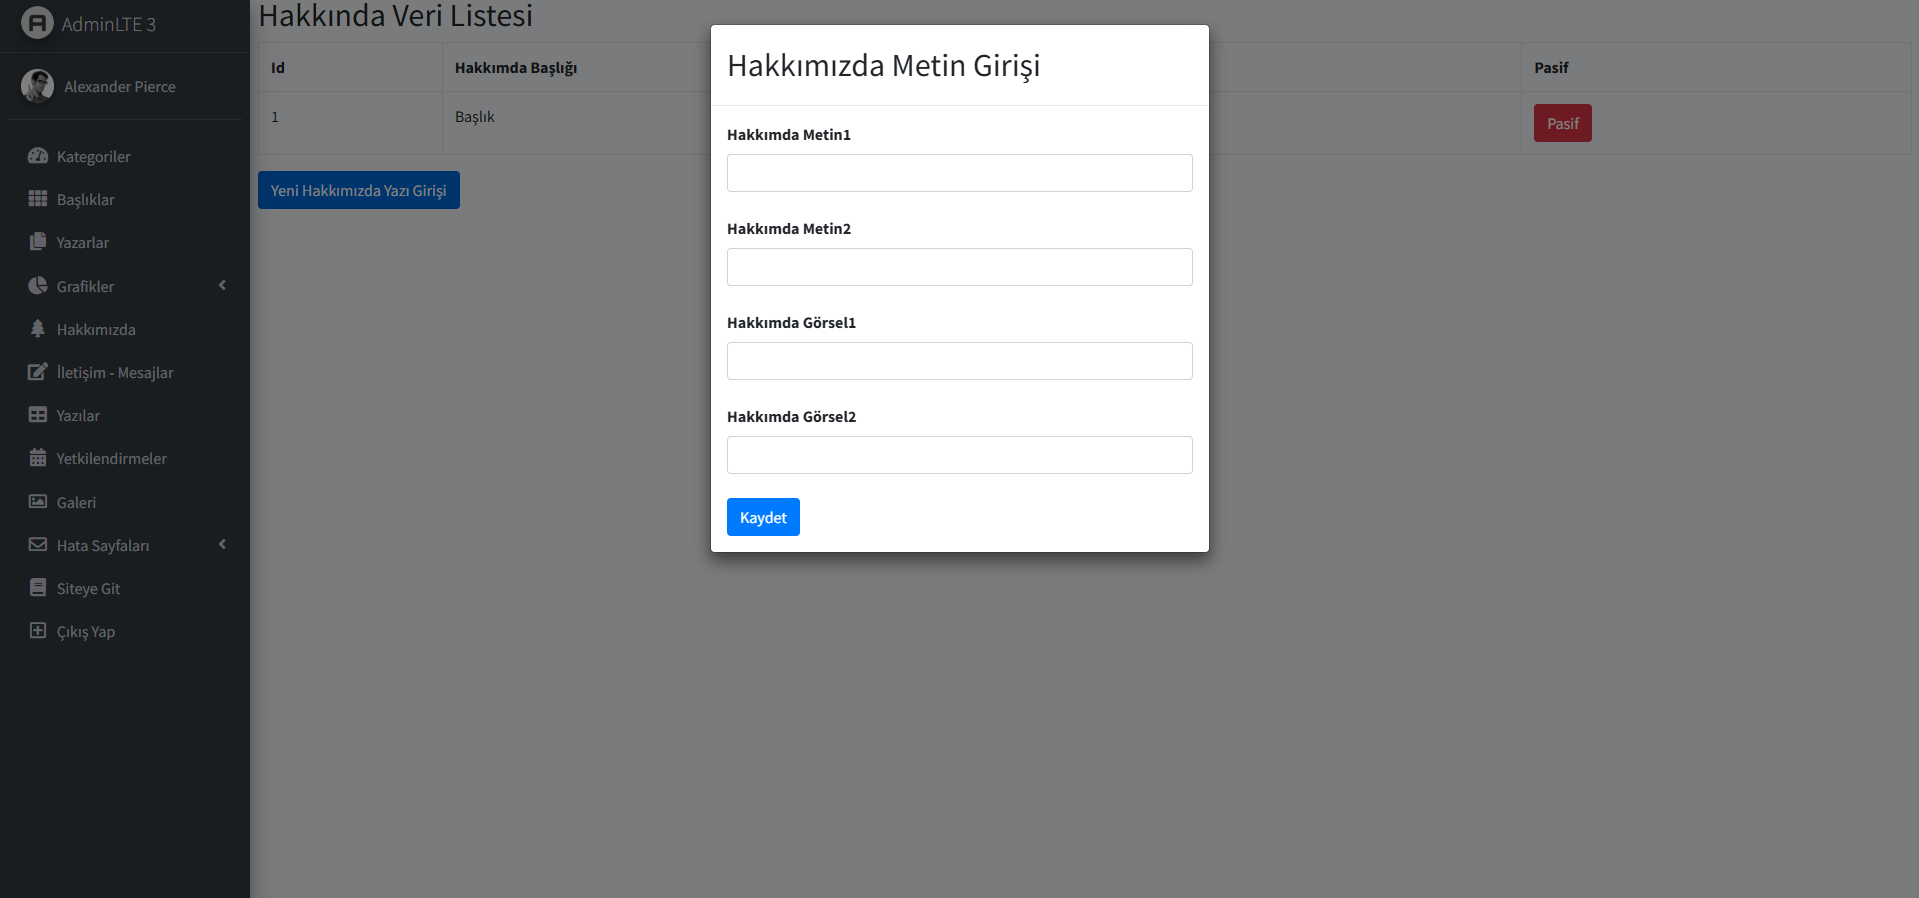 AdminLTE 3
Alexander Pierce
Kategoriler
Başlıklar
Yazarlar
Grafikler
Hakkımızda
İletişim - Mesajlar
Yazılar
Yetkilendirmeler
Galeri
Hata Sayfaları
Siteye Git
Çıkış Yap
Hakkında Veri Listesi
Id
Hakkımda Başlığı
Pasif
1
Başlık
Pasif
Yeni Hakkımızda Yazı Girişi
Hakkımızda Metin Girişi
Hakkımda Metin1
Hakkımda Metin2
Hakkımda Görsel1
Hakkımda Görsel2
Kaydet